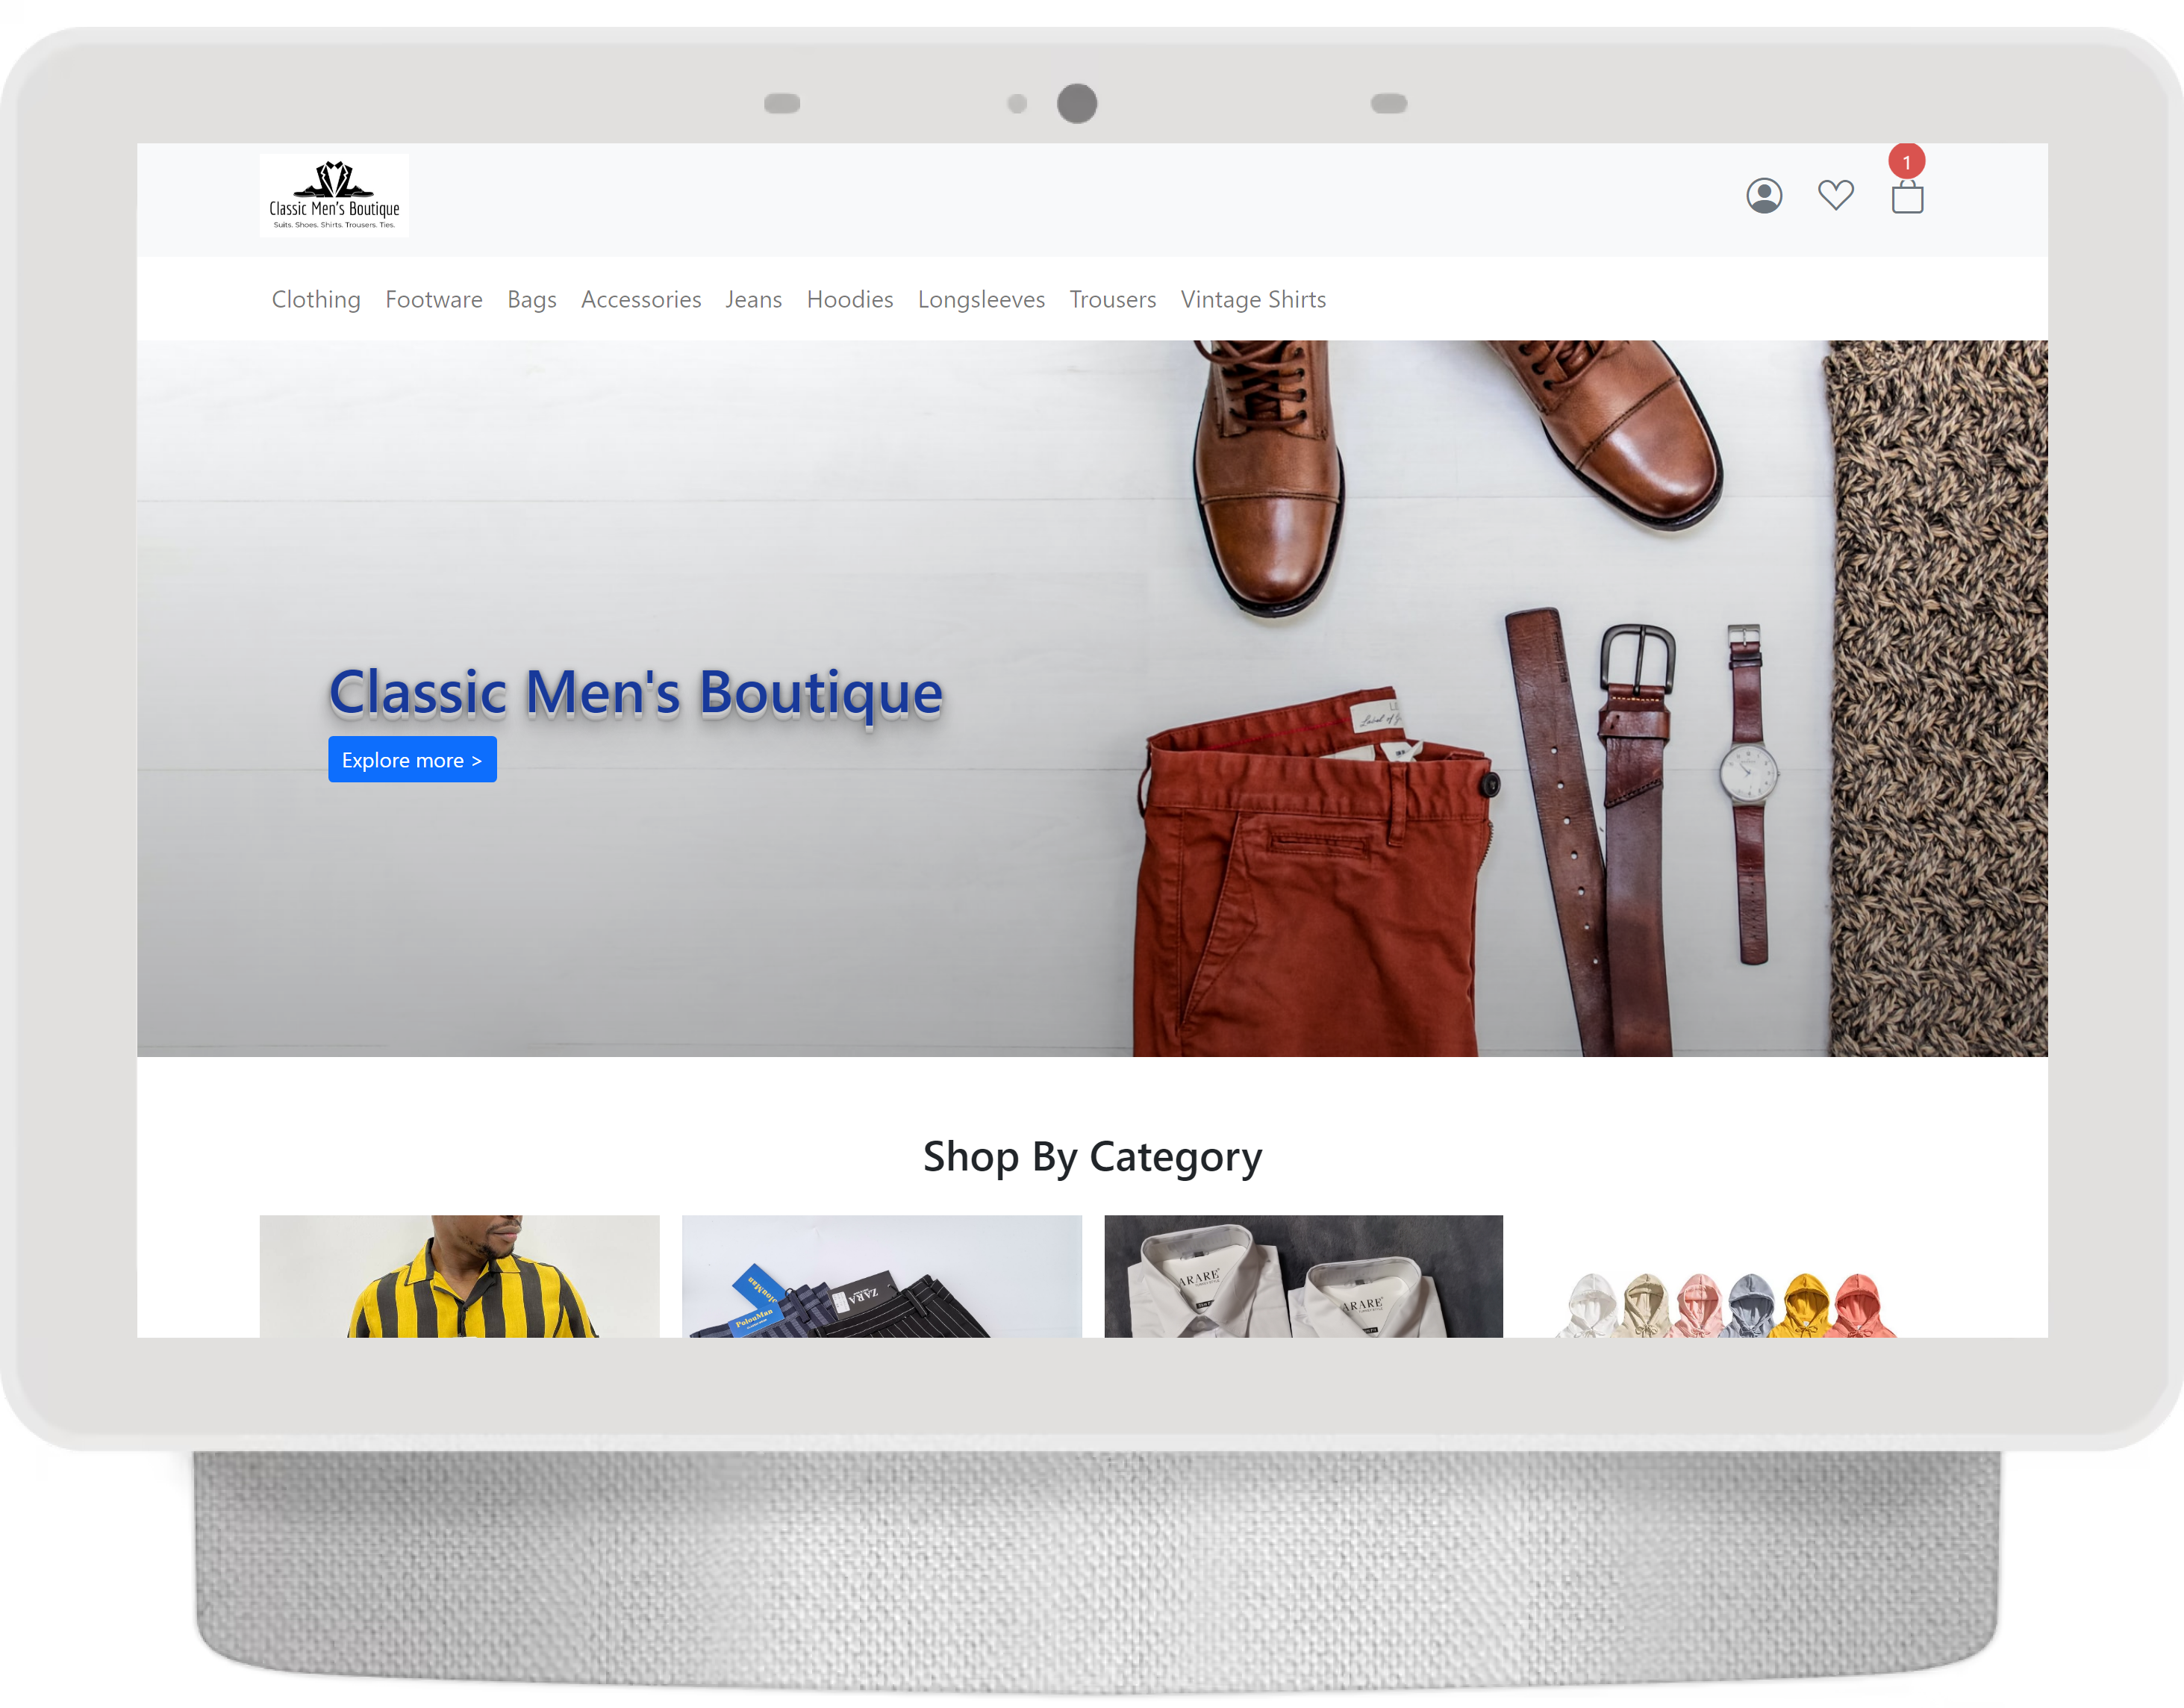 1
Classic Men's Boutique
Suits. Shoes. Shirts. Trousers. Ties.
Clothing Footware Bags Accessories Jeans Hoodies Longsleeves Trousers Vintage Shirts
Classic Men's Boutique
Explore more >
Shop By Category
PolouMan
ZARA
ARARE
ARARE